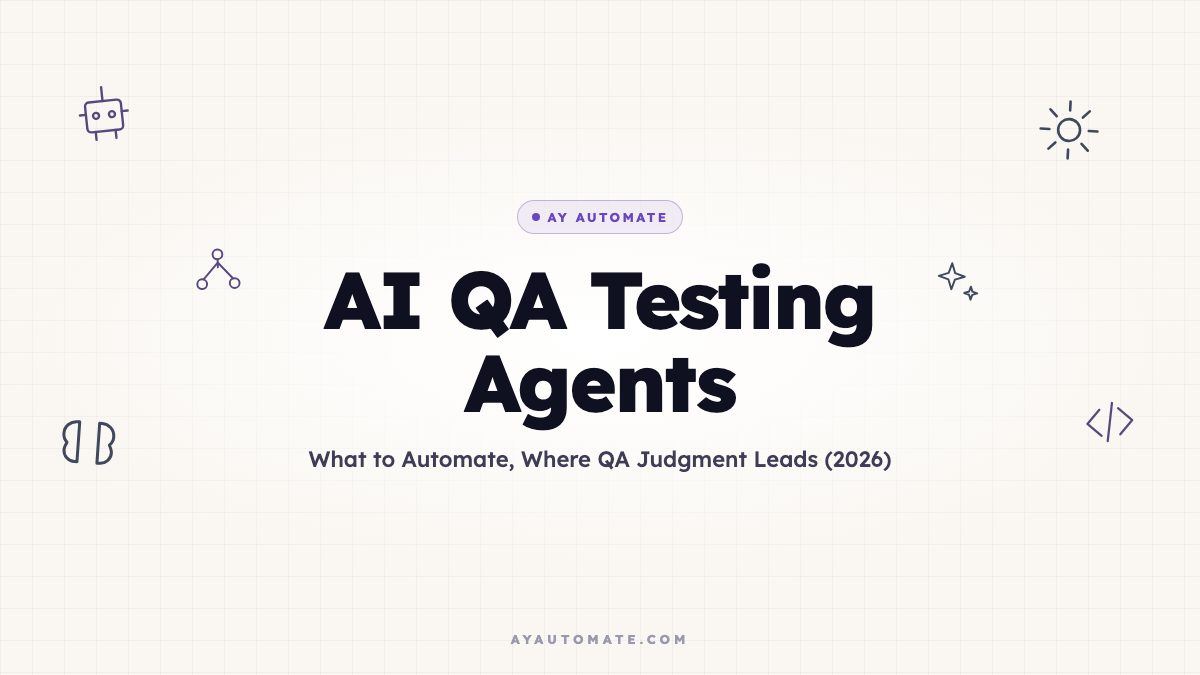 AY AUTOMATE
AI QA Testing
Agents
What to Automate, Where QA Judgment Leads (2026)
AYAUTOMATE.COM